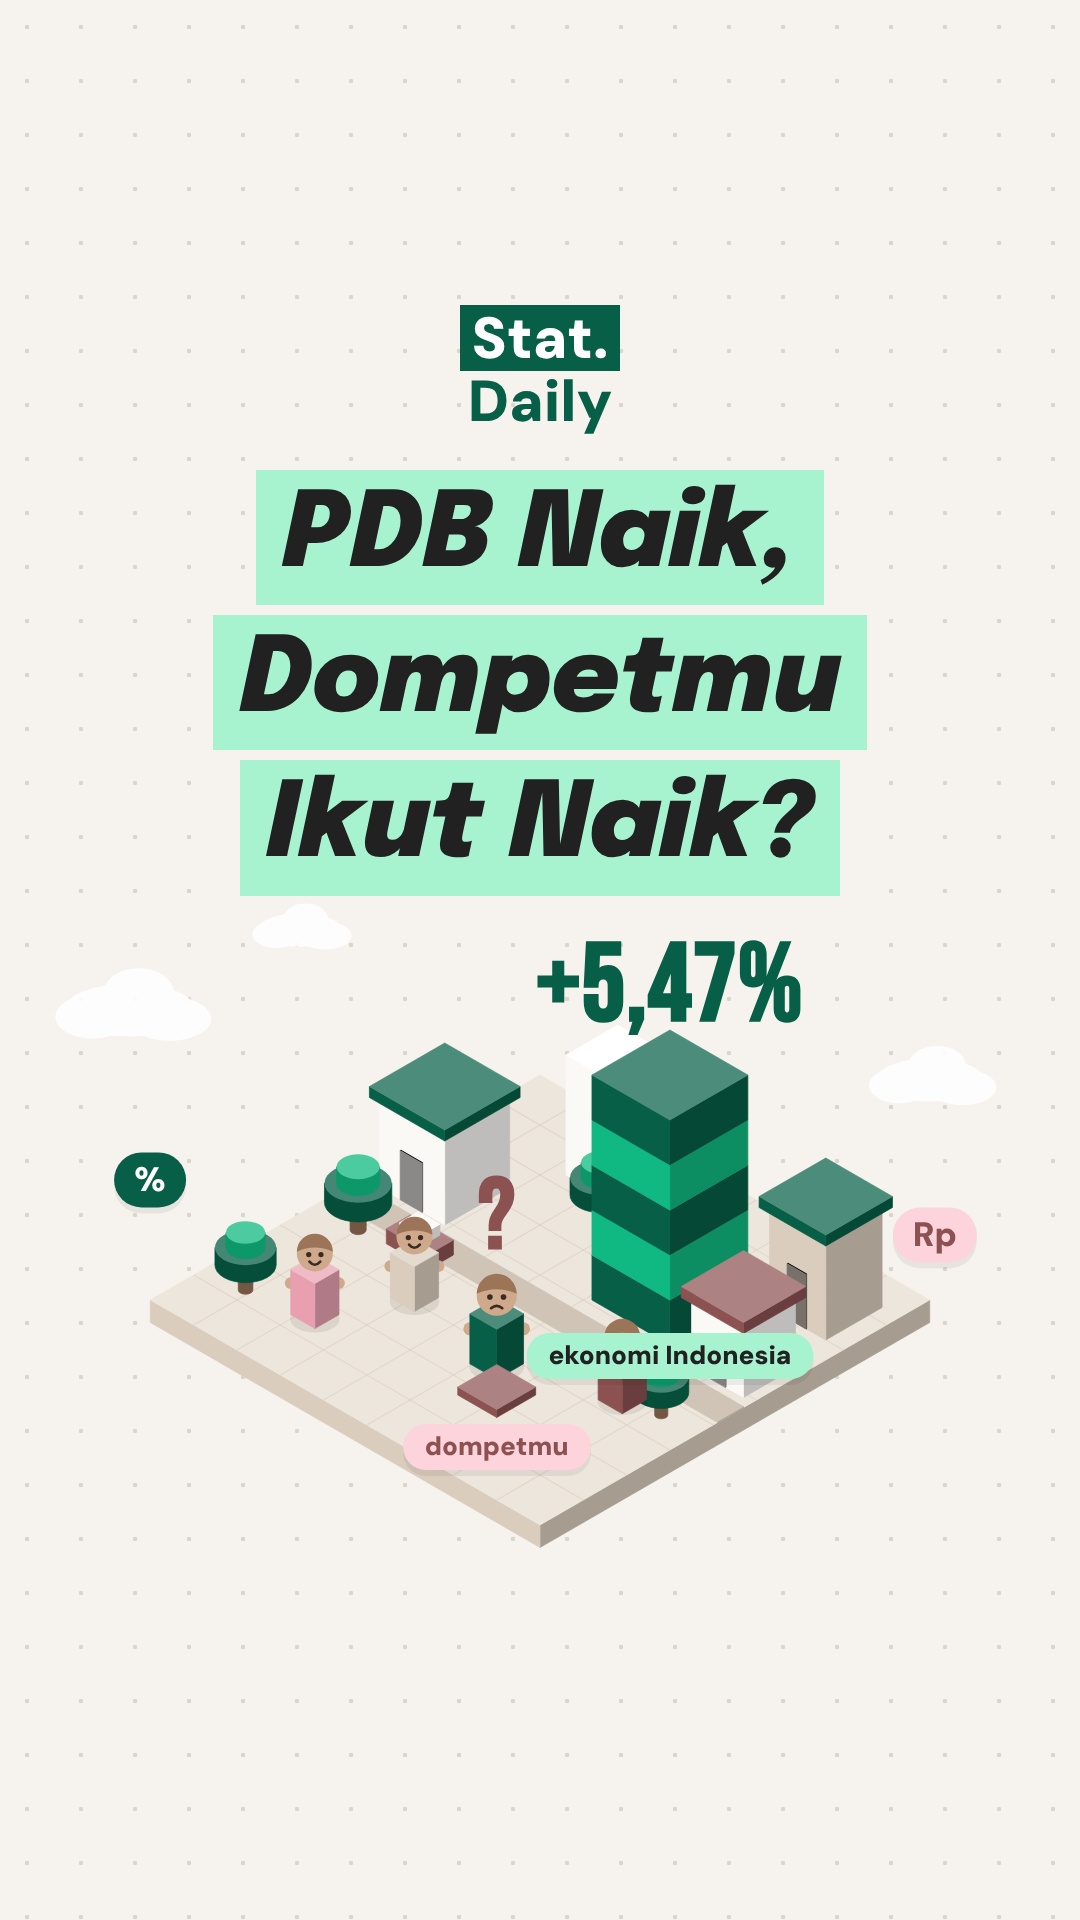 Stat.
Daily
PDB Naik,
Dompetmu
Ikut Naik?
+5,47%
%
?
Rp
ekonomi Indonesia
dompetmu